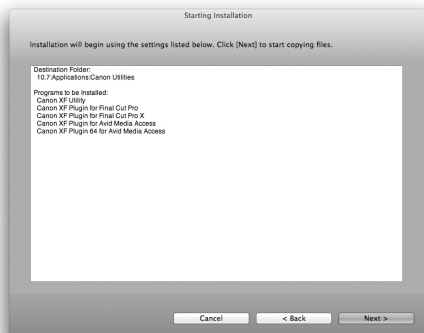 Starting Installation
Installation will begin using the settings listed below. Click [Next] to start copying files.
Destination Folder:
10.7:Applications:Canon Utilities
Programs to be Installed:
Canon XF Utility
Canon XF Plugin for Final Cut Pro
Canon XF Plugin for Final Cut Pro X
Canon XF Plugin for Avid Media Access
Canon XF Plugin 64 for Avid Media Access
Cancel
< Back
Next >